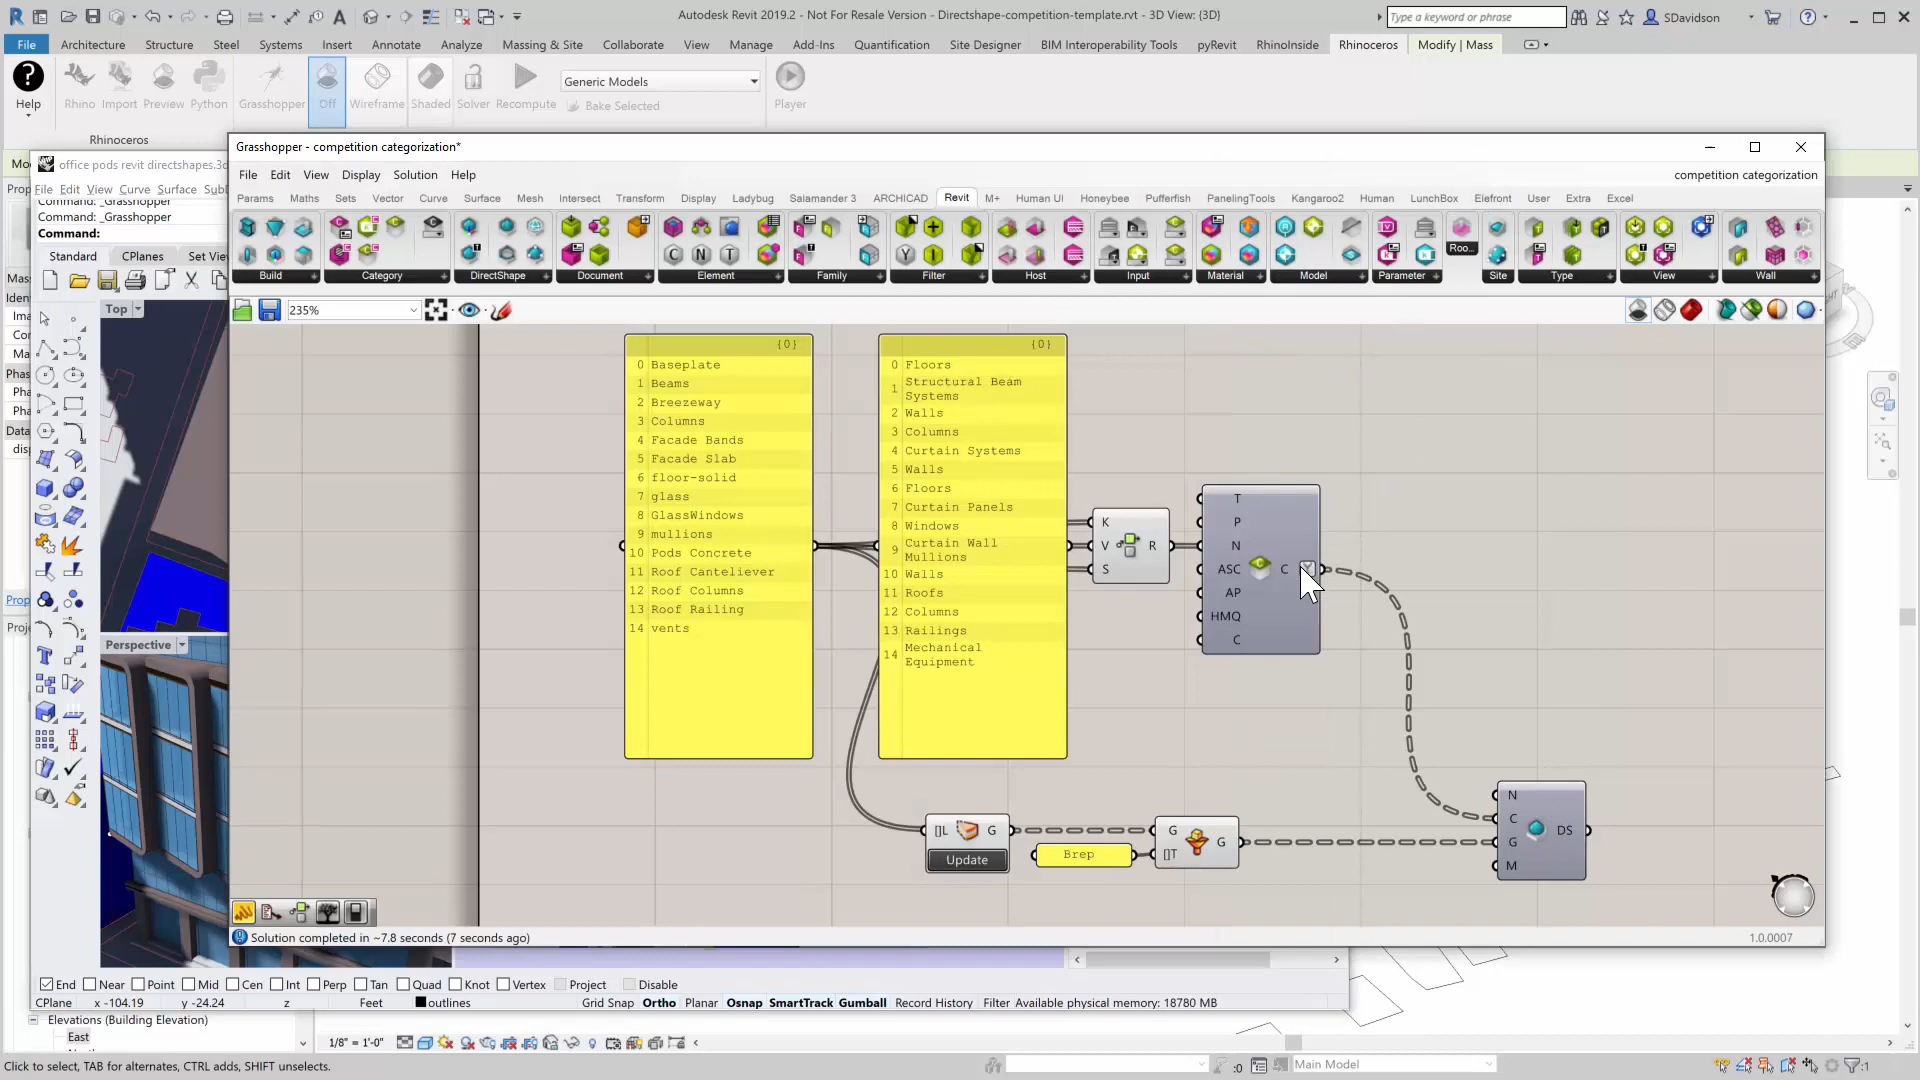 Autodesk Revit 2019.2 - Not For Resale Version - Directshape-competition-template.rvt - 3D View: {3D}
Type a keyword or phrase
SDavidson
File Architecture Structure Steel Systems Insert Annotate Analyze Massing & Site Collaborate View Manage Add-Ins Quantification Site Designer BIM Interoperability Tools pyRevit RhinoInside Rhinoceros Modify | Mass
Generic Models
Help Rhino Import Preview Python Grasshopper Off Wireframe Shaded Solver Recompute Bake Selected Player
Rhinoceros
Grasshopper - competition categorization*
office pods revit directshapes.3d
File Edit View Display Solution Help
competition categorization
File Edit View Curve Surface SubD
Params Maths Sets Vector Curve Surface Mesh Intersect Transform Display Ladybug Salamander 3 ARCHICAD Revit M+ Human UI Honeybee Pufferfish PanelingTools Kangaroo2 Human LunchBox Elefront User Extra Excel
Command: _Grasshopper
Command: _Grasshopper
Command:
Standard CPlanes Set Vie
Roo...
Build Category DirectShape Document Element Family Filter Host Input Material Model Parameter Site Type View Wall
235%
Top
{0}
0 Baseplate
1 Beams
2 Breezeway
3 Columns
4 Facade Bands
5 Facade Slab
6 floor-solid
7 glass
8 GlassWindows
9 mullions
10 Pods Concrete
11 Roof Canteliever
12 Roof Columns
13 Roof Railing
14 vents
{0}
0 Floors
1 Structural Beam
Systems
2 Walls
3 Columns
4 Curtain Systems
5 Walls
6 Floors
7 Curtain Panels
8 Windows
9 Curtain Wall
Mullions
10 Walls
11 Roofs
12 Columns
13 Railings
14 Mechanical
Equipment
K
V R
S
T
P
N
ASC C
AP
HMQ
C
[]L G
Update
Brep
G
[]T G
N
C
G DS
M
Perspective
Solution completed in ~7.8 seconds (7 seconds ago)
1.0.0007
End Near Point Mid Cen Int Perp Tan Quad Knot Vertex Project Disable
CPlane x -104.19 y -24.24 z Feet outlines Grid Snap Ortho Planar Osnap SmartTrack Gumball Record History Filter Available physical memory: 18780 MB
Elevations (Building Elevation)
East
1/8" = 1'-0"
Click to select, TAB for alternates, CTRL adds, SHIFT unselects.
:0
Main Model
:1